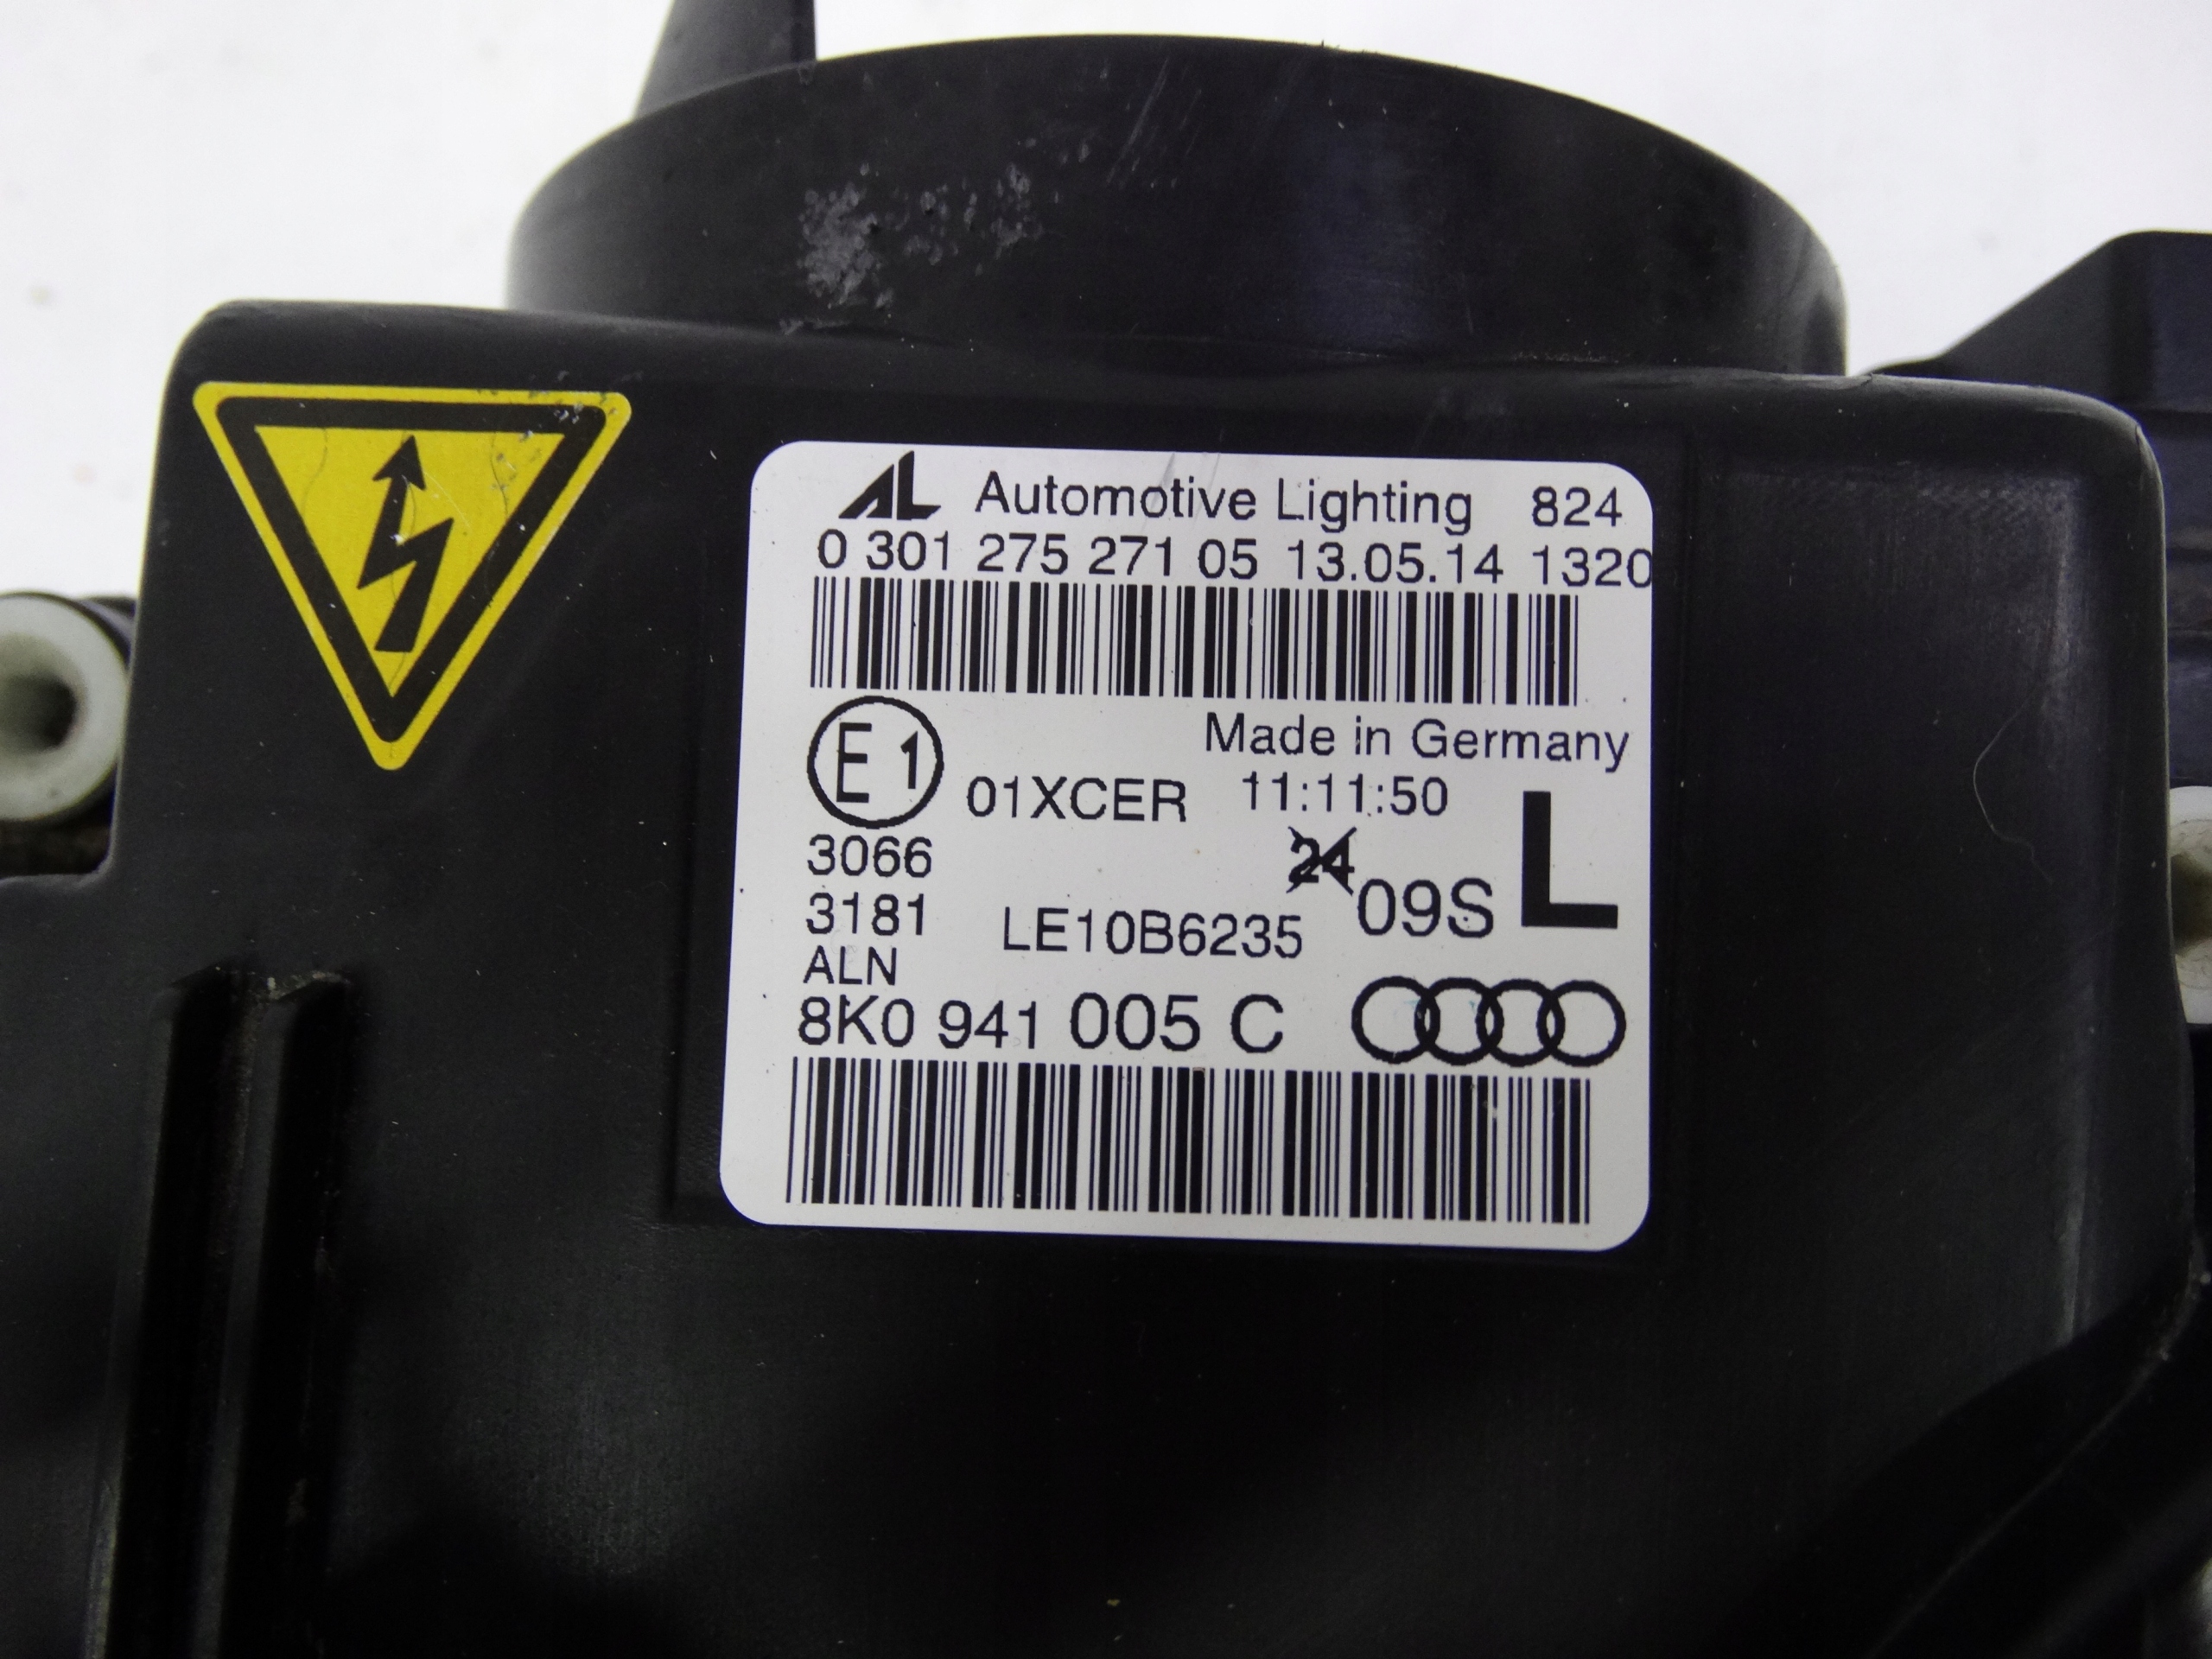 AL Automotive Lighting 824
0 301 275 271 05 13.05.14 1320
Made in Germany
E1 01XCER 11:11:50
3066 24
3181 LE10B6235 09S L
ALN
8K0 941 005 C